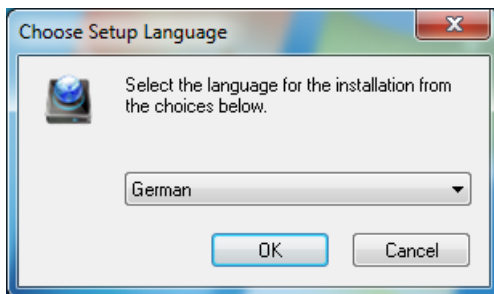 Choose Setup Language
Select the language for the installation from
the choices below.
German
OK
Cancel